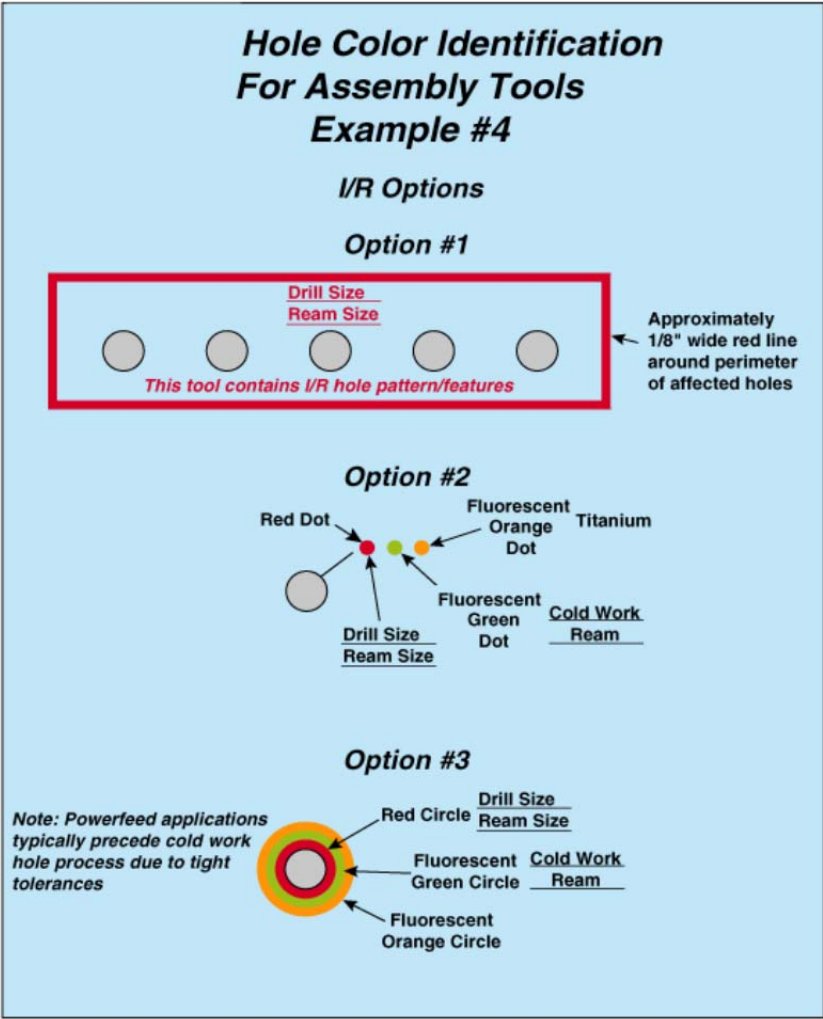 Hole Color Identification
For Assembly Tools
Example #4
I/R Options
Option #1
Drill Size
Ream Size
This tool contains I/R hole pattern/features
Approximately
1/8" wide red line
around perimeter
of affected holes
Option #2
Red Dot
Fluorescent
Orange
Dot
Titanium
Fluorescent
Green
Dot
Cold Work
Ream
Drill Size
Ream Size
Option #3
Note: Powerfeed applications
typically precede cold work
hole process due to tight
tolerances
Red Circle
Drill Size
Ream Size
Fluorescent
Green Circle
Cold Work
Ream
Fluorescent
Orange Circle